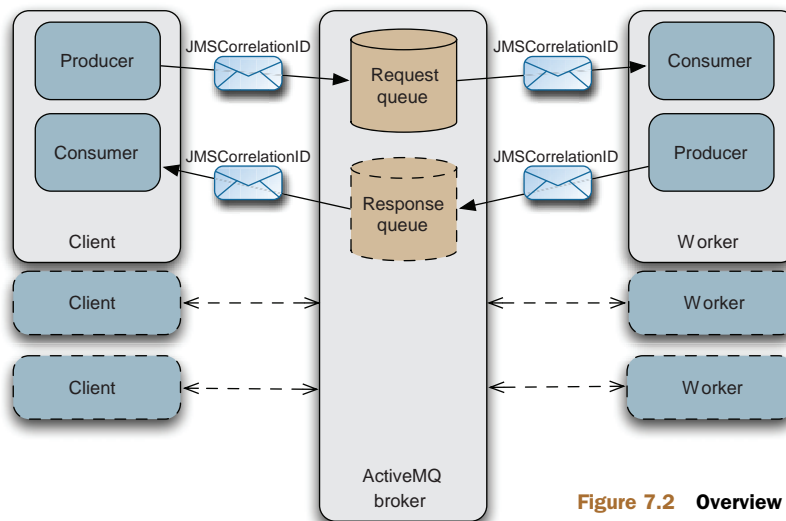 JMSCorrelationID
JMSCorrelationID
Producer
Request
queue
Consumer
JMSCorrelationID
JMSCorrelationID
Consumer
Response
queue
Producer
Client
Worker
Client
Worker
Client
Worker
ActiveMQ
broker
Figure 7.2 Overview